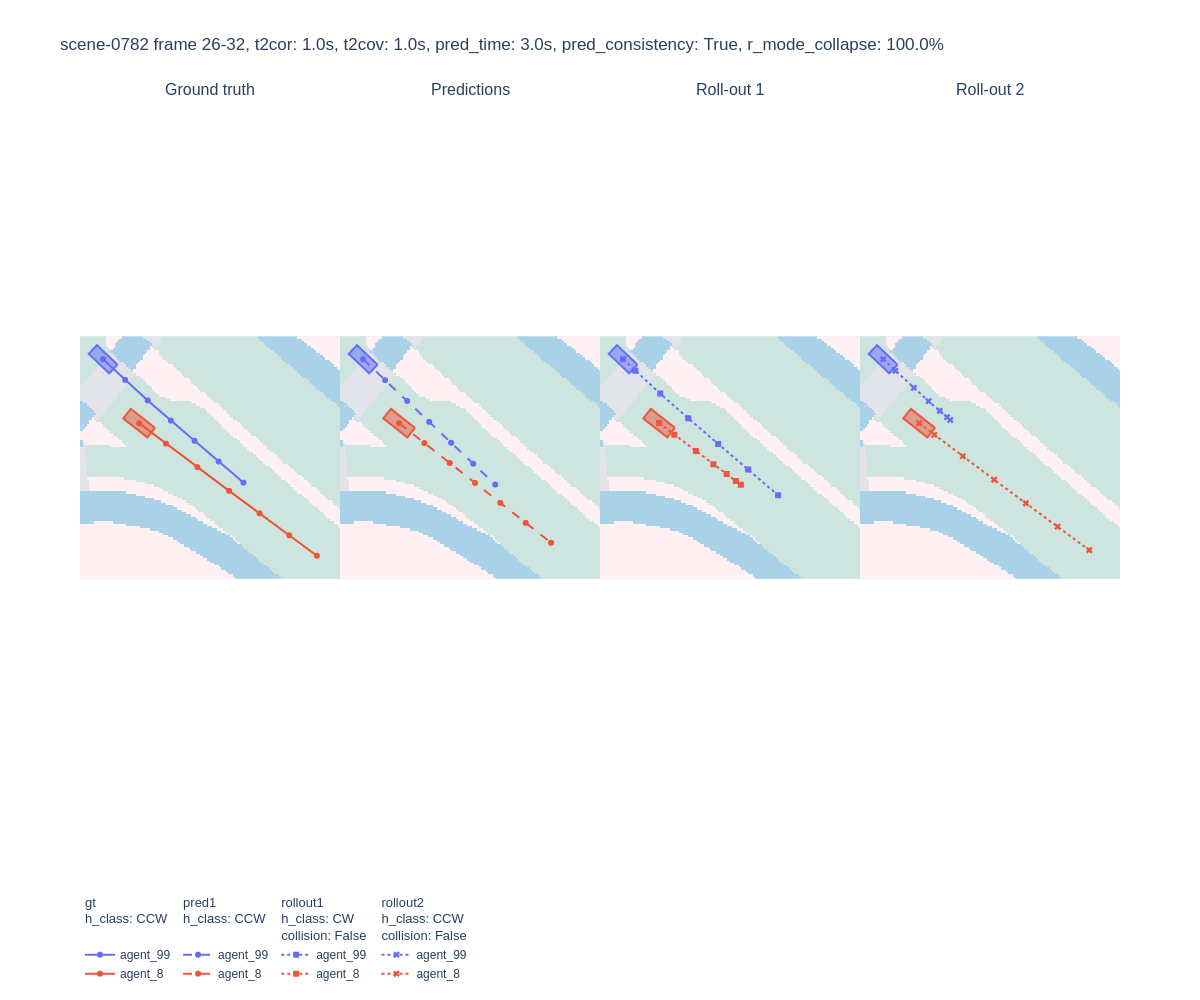 scene-0782 frame 26-32, t2cor: 1.0s, t2cov: 1.0s, pred_time: 3.0s, pred_consistency: True, r_mode_collapse: 100.0%
Ground truth Predictions Roll-out 1 Roll-out 2
gt pred1 rollout1 rollout2
h_class: CCW h_class: CCW h_class: CW h_class: CCW
collision: False collision: False
agent_99 agent_99 agent_99 agent_99
agent_8 agent_8 agent_8 agent_8